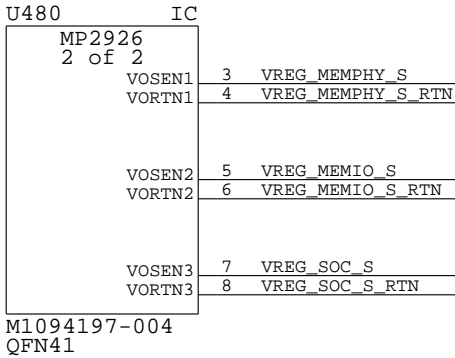 U480 IC
MP2926
2 of 2
VOSEN1 3 VREG_MEMPHY_S
VORTN1 4 VREG_MEMPHY_S_RTN
VOSEN2 5 VREG_MEMIO_S
VORTN2 6 VREG_MEMIO_S_RTN
VOSEN3 7 VREG_SOC_S
VORTN3 8 VREG_SOC_S_RTN
M1094197-004
QFN41